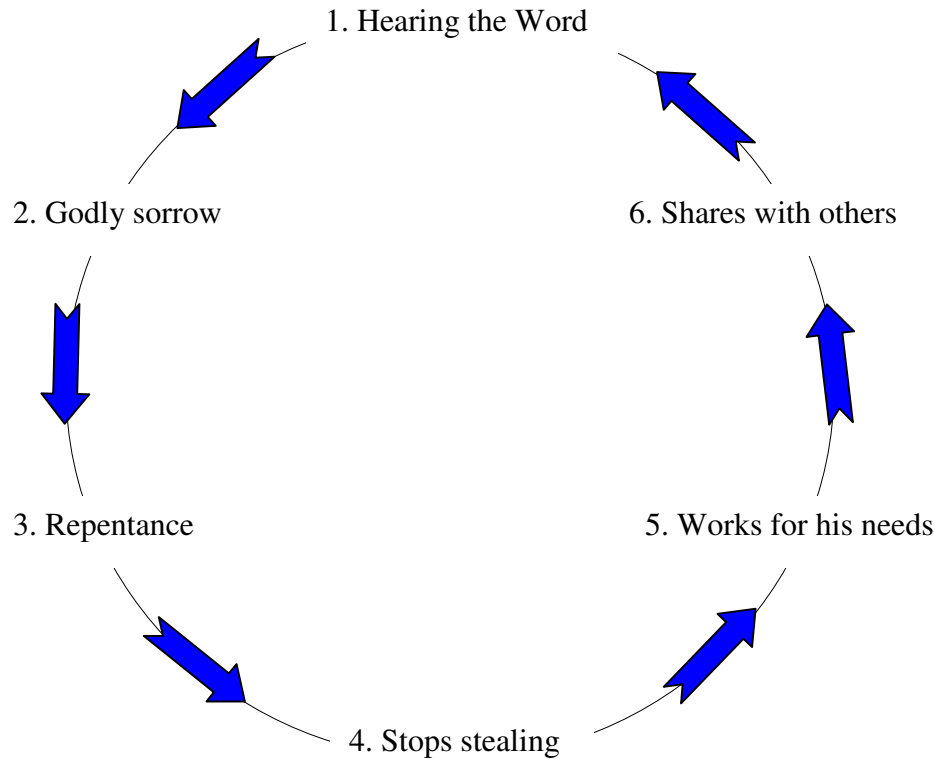 1. Hearing the Word
2. Godly sorrow
3. Repentance
4. Stops stealing
5. Works for his needs
6. Shares with others